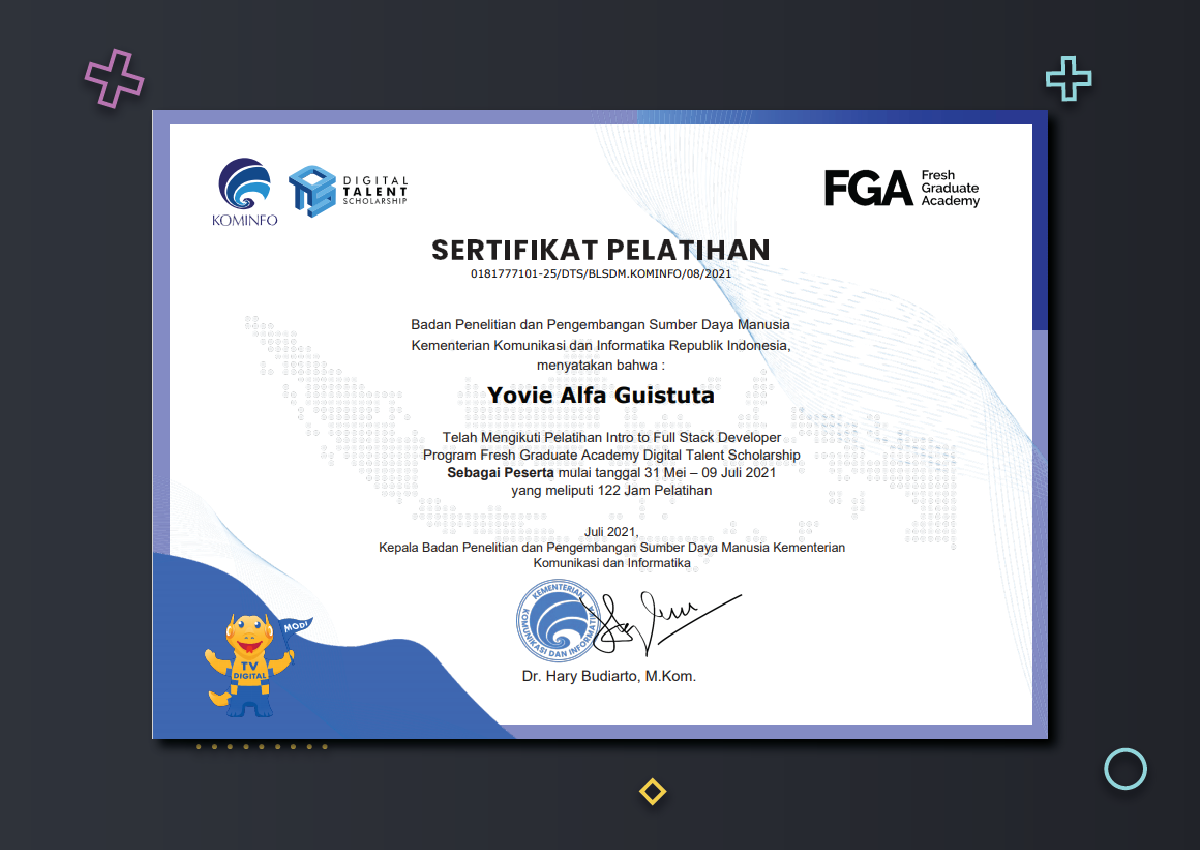 KOMINFO
DIGITAL
TALENT
SCHOLARSHIP
FGA
Fresh
Graduate
Academy
SERTIFIKAT PELATIHAN
0181777101-25/DTS/BLSDM.KOMINFO/08/2021
Badan Penelitian dan Pengembangan Sumber Daya Manusia
Kementerian Komunikasi dan Informatika Republik Indonesia,
menyatakan bahwa :
Yovie Alfa Guistuta
Telah Mengikuti Pelatihan Intro to Full Stack Developer
Program Fresh Graduate Academy Digital Talent Scholarship
Sebagai Peserta mulai tanggal 31 Mei – 09 Juli 2021
yang meliputi 122 Jam Pelatihan
Juli 2021,
Kepala Badan Penelitian dan Pengembangan Sumber Daya Manusia Kementerian
Komunikasi dan Informatika
KEMENTERIAN
KOMUNIKASI DAN INFORMATIKA
Dr. Hary Budiarto, M.Kom.
MODI
TV
DIGITAL